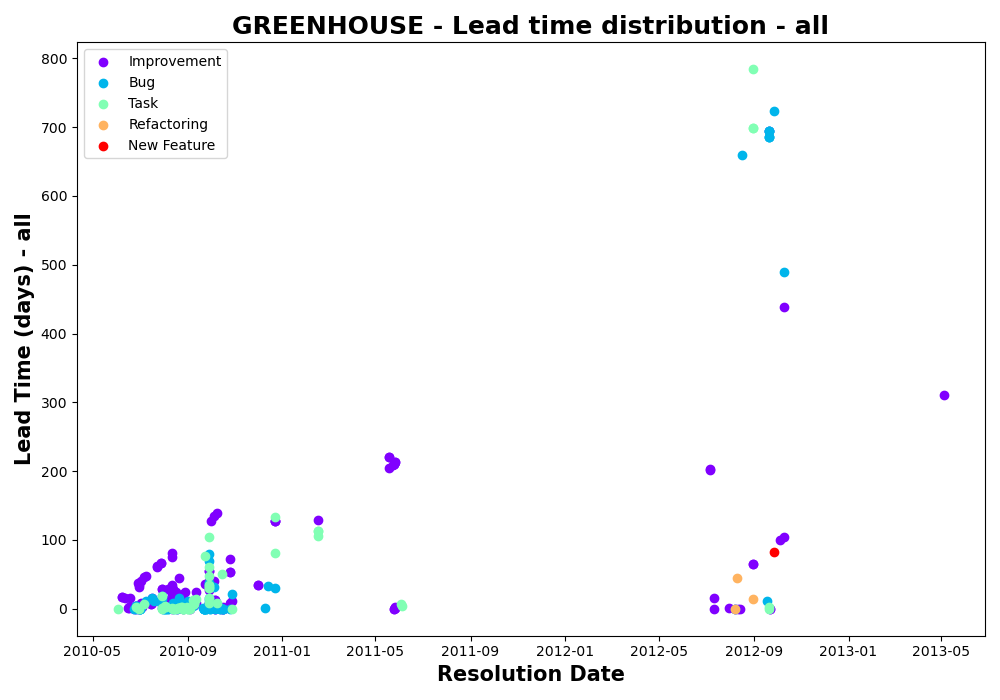 GREENHOUSE - Lead time distribution - all
Improvement
Bug
Task
Refactoring
New Feature
Lead Time (days) - all
800
700
600
500
400
300
200
100
0
2010-05 2010-09 2011-01 2011-05 2011-09 2012-01 2012-05 2012-09 2013-01 2013-05
Resolution Date